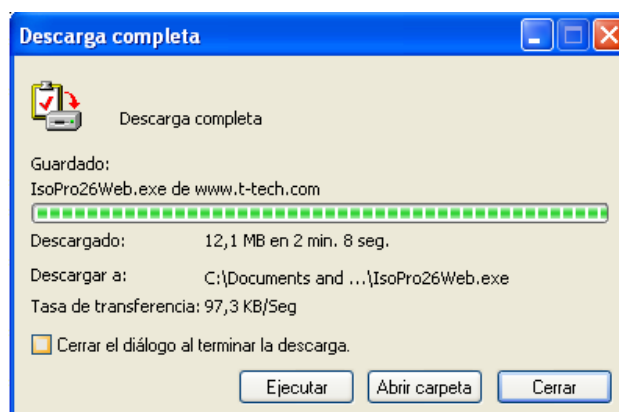 Descarga completa
Descarga completa
Guardado:
IsoPro26Web.exe de www.t-tech.com
Descargado: 12,1 MB en 2 min. 8 seg.
Descargar a: C:\Documents and ...\IsoPro26Web.exe
Tasa de transferencia: 97,3 KB/Seg
Cerrar el diálogo al terminar la descarga.
Ejecutar Abrir carpeta Cerrar